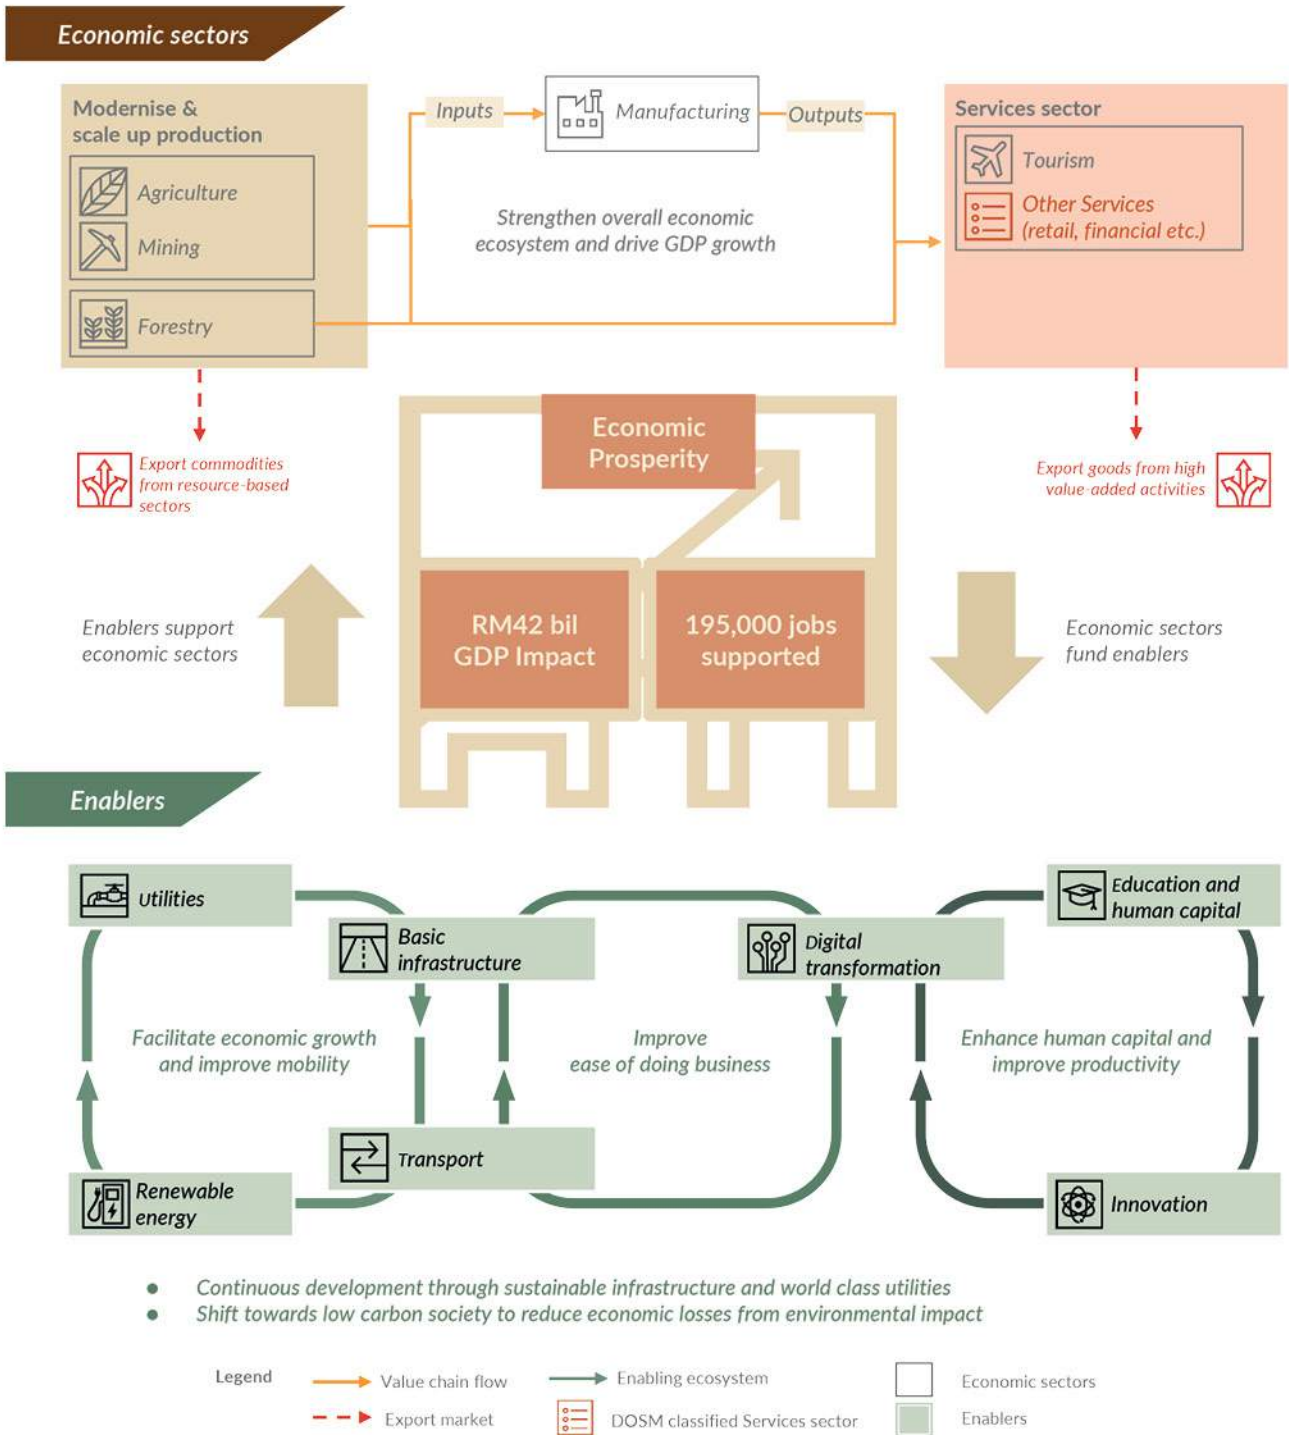 Economic sectors
Modernise &
scale up production
Agriculture
Mining
Forestry
Inputs
Manufacturing
Outputs
Strengthen overall economic
ecosystem and drive GDP growth
Services sector
Tourism
Other Services
(retail, financial etc.)
Export commodities
from resource-based
sectors
Economic
Prosperity
Export goods from high
value-added activities
Enablers support
economic sectors
RM42 bil
GDP Impact
195,000 jobs
supported
Economic sectors
fund enablers
Enablers
Utilities
Basic
infrastructure
Digital
transformation
Education and
human capital
Facilitate economic growth
and improve mobility
Improve
ease of doing business
Enhance human capital and
improve productivity
Transport
Renewable
energy
Innovation
● Continuous development through sustainable infrastructure and world class utilities
● Shift towards low carbon society to reduce economic losses from environmental impact
Legend
Value chain flow
Enabling ecosystem
Economic sectors
Export market
DOSM classified Services sector
Enablers